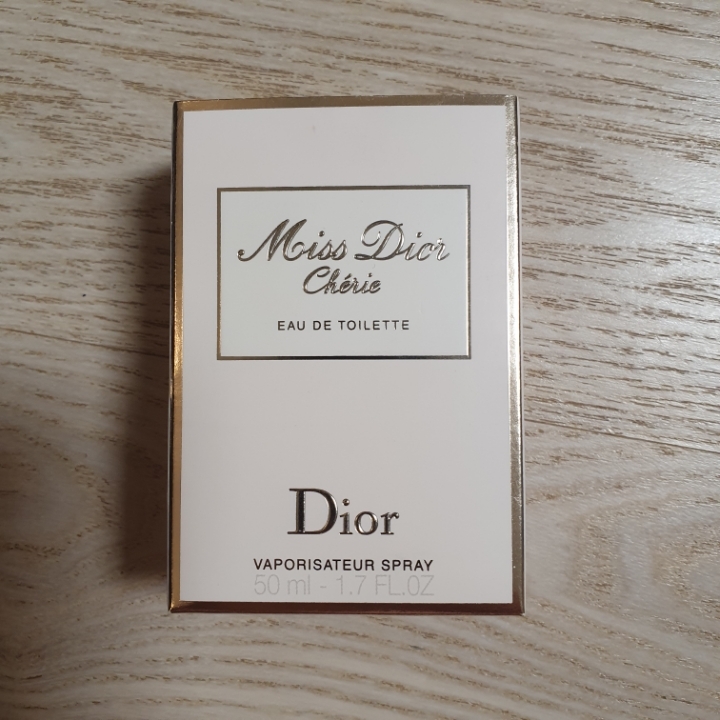 Miss Dior
Chérie
EAU DE TOILETTE
Dior
VAPORISATEUR SPRAY
50 ml - 1.7 FL.OZ